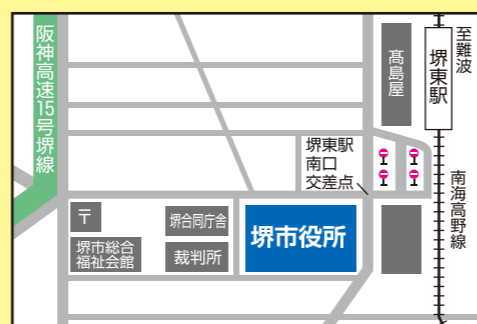 阪神高速15号堺線
髙島屋
堺東駅
至難波
堺東駅
南口
交差点
南海高野線
〒
堺合同庁舎
堺市役所
堺市総合
福祉会館
裁判所